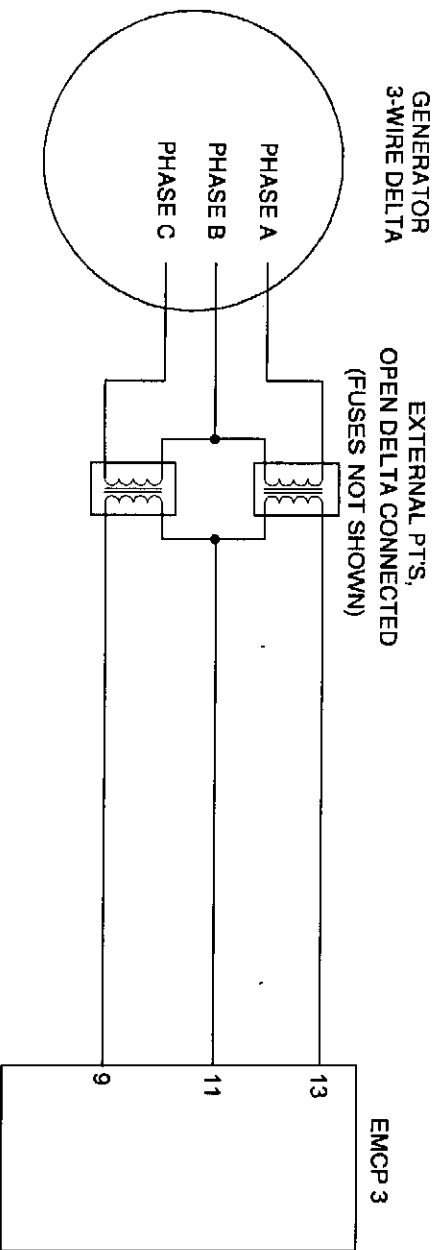 GENERATOR
3-WIRE DELTA
PHASE A
PHASE B
PHASE C
EXTERNAL PT'S,
OPEN DELTA CONNECTED
(FUSES NOT SHOWN)
EMCP 3
13
11
9